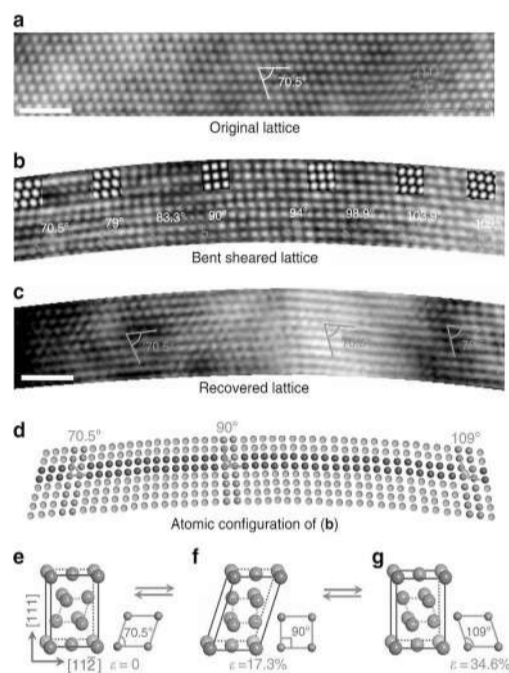 a
70.5°
Original lattice
b
70.5° 79° 83.3° 90° 94° 98.9° 103.9°
Bent sheared lattice
c
70.5°
Recovered lattice
d
70.5° 90° 109°
Atomic configuration of (b)
e f g
[111]
70.5° 90° 109°
[112̅] ε = 0 ε = 17.3% ε = 34.6%